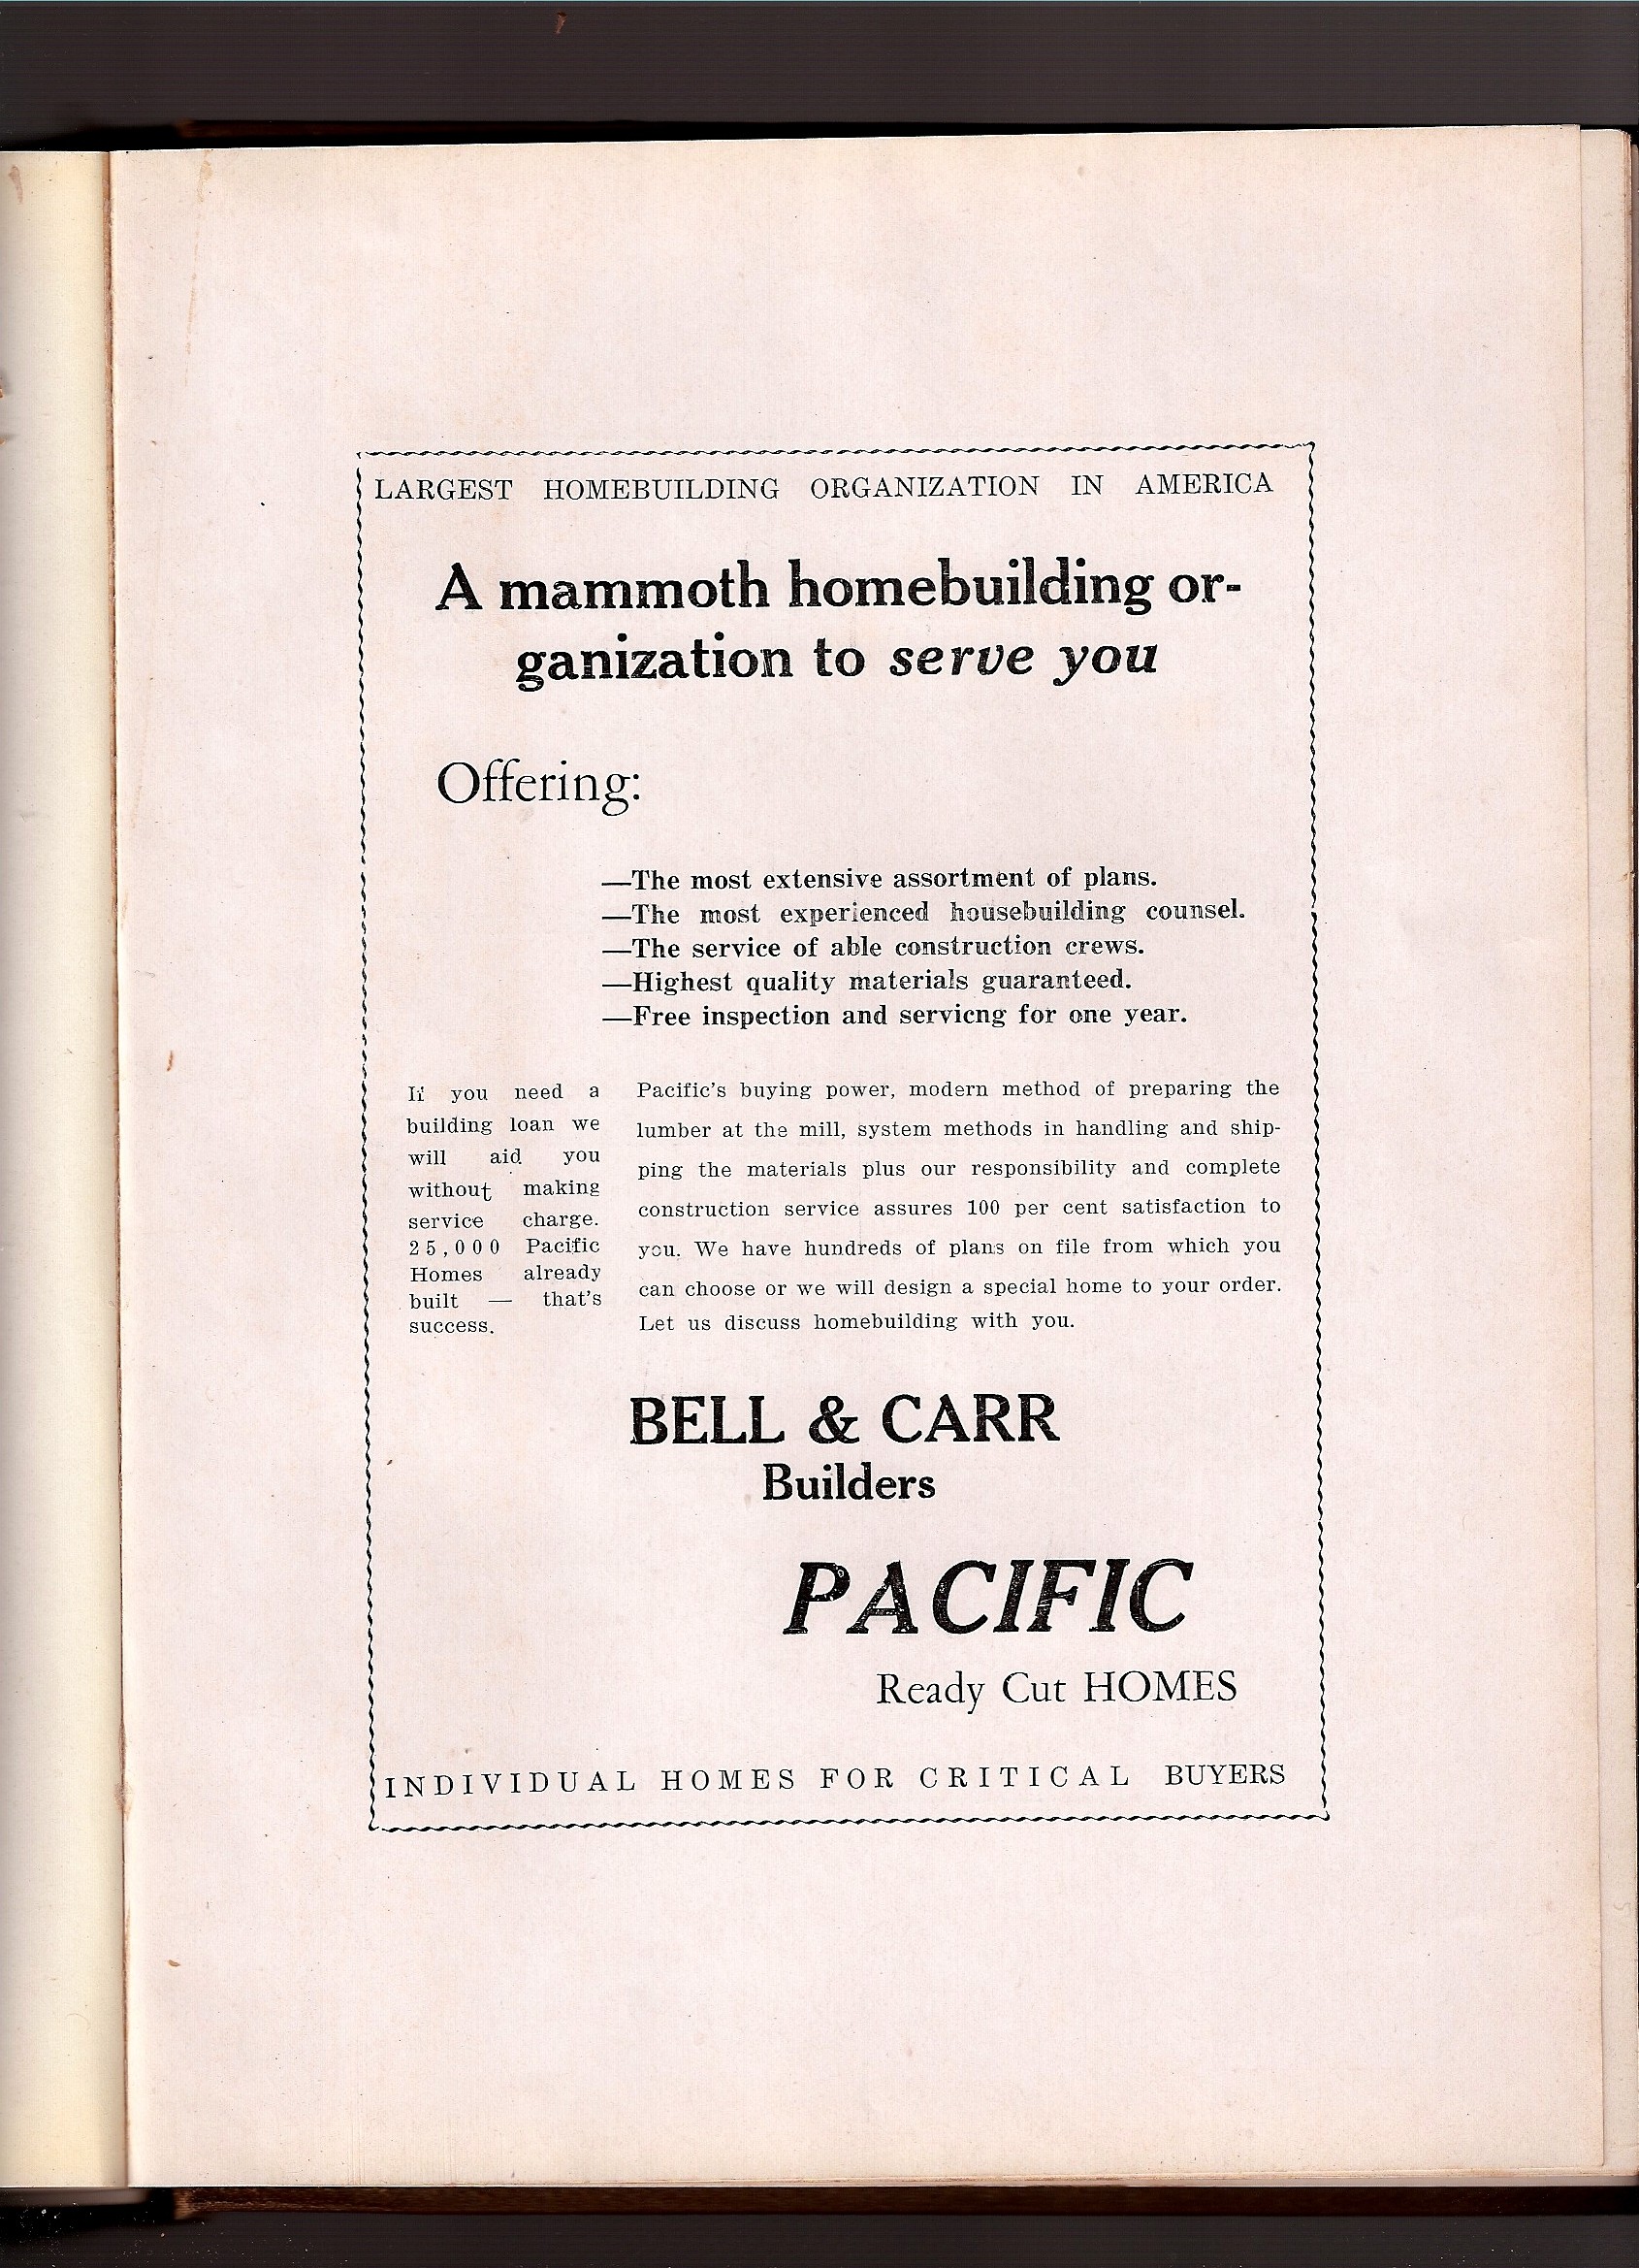 LARGEST HOMEBUILDING ORGANIZATION IN AMERICA
A mammoth homebuilding or-
ganization to serve you
Offering:
—The most extensive assortment of plans.
—The most experienced housebuilding counsel.
—The service of able construction crews.
—Highest quality materials guaranteed.
—Free inspection and servicng for one year.
If you need a
building loan we
will aid you
without making
service charge.
25,000 Pacific
Homes already
built — that's
success.
Pacific's buying power, modern method of preparing the
lumber at the mill, system methods in handling and ship-
ping the materials plus our responsibility and complete
construction service assures 100 per cent satisfaction to
you. We have hundreds of plans on file from which you
can choose or we will design a special home to your order.
Let us discuss homebuilding with you.
BELL & CARR
Builders
PACIFIC
Ready Cut HOMES
INDIVIDUAL HOMES FOR CRITICAL BUYERS